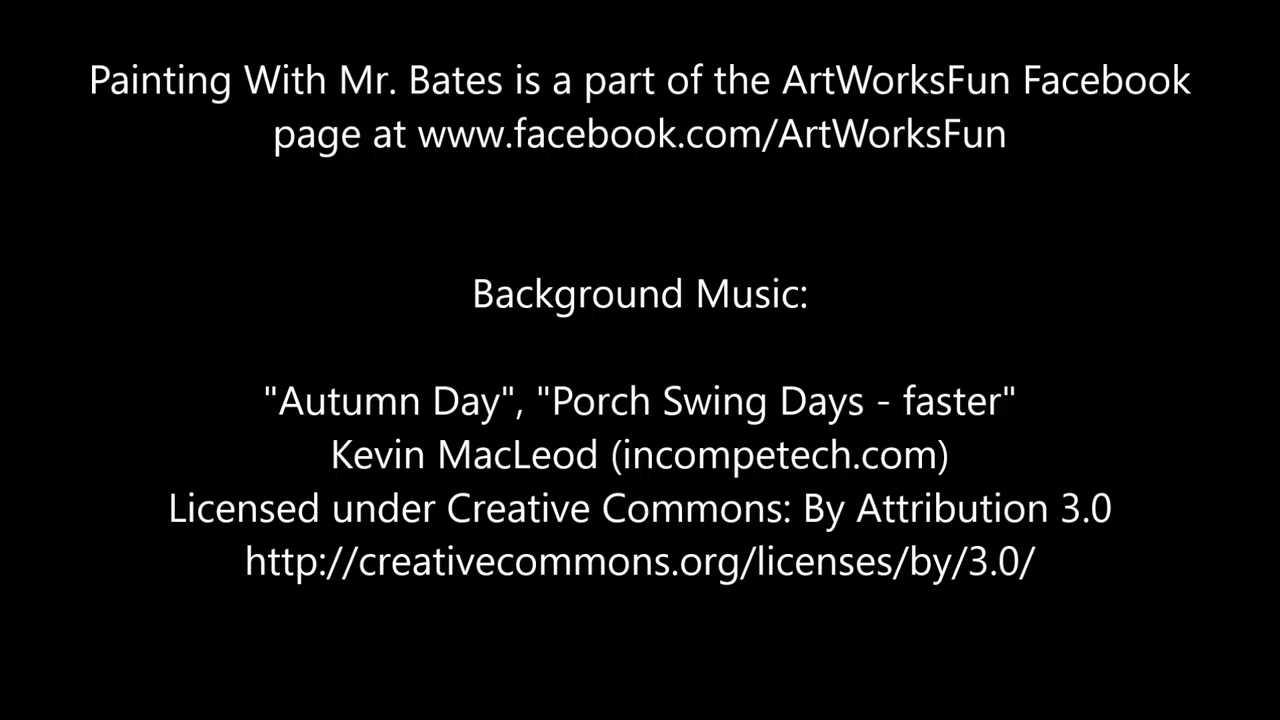 Painting With Mr. Bates is a part of the ArtWorksFun Facebook
page at www.facebook.com/ArtWorksFun
Background Music:
"Autumn Day", "Porch Swing Days - faster"
Kevin MacLeod (incompetech.com)
Licensed under Creative Commons: By Attribution 3.0
http://creativecommons.org/licenses/by/3.0/